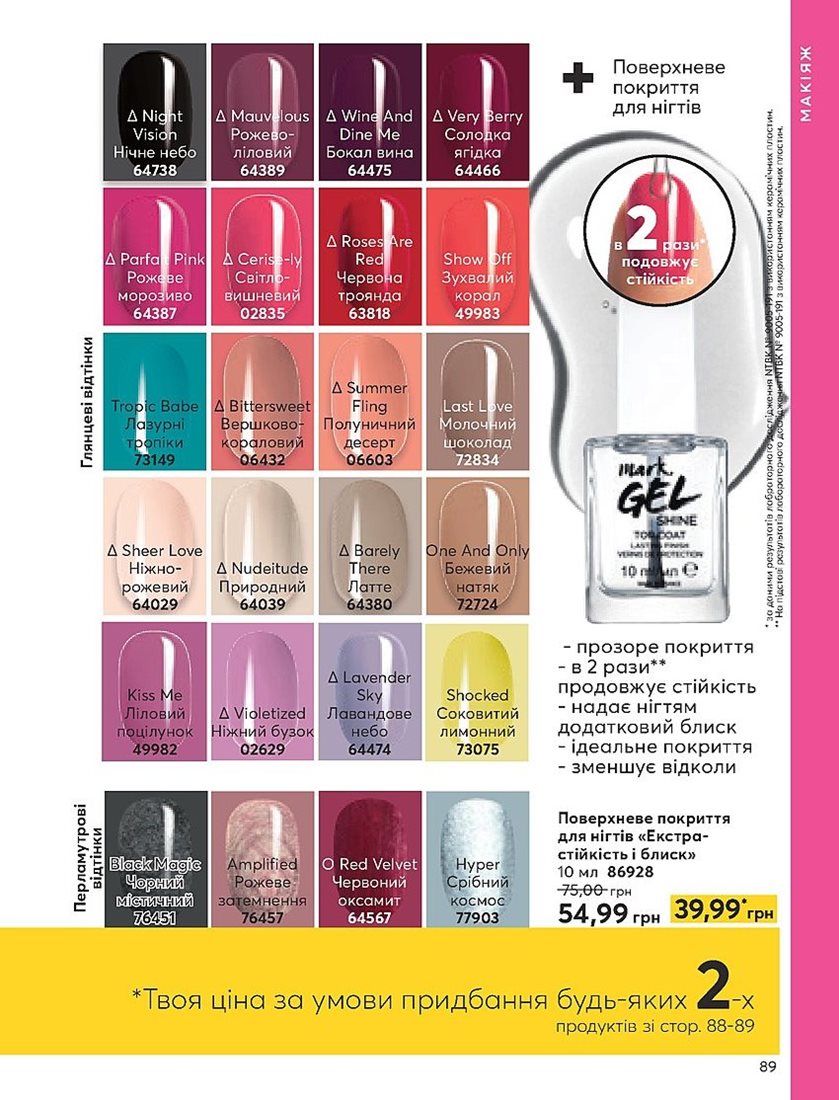 МАКІЯЖ
+ Поверхневе
покриття
для нігтів
Глянцеві відтінки
Δ Night
Vision
Нічне небо
64738
Δ Mauvelous
Рожево-
ліловий
64389
Δ Wine And
Dine Me
Бокал вина
64475
Δ Very Berry
Солодка
ягідка
64466
Δ Parfait Pink
Рожеве
морозиво
64387
Δ Cerise-ly
Світло-
вишневий
02835
Δ Roses Are
Red
Червона
троянда
63818
Show Off
Зухвалий
корал
49983
Tropic Babe
Лазурні
тропіки
73149
Δ Bittersweet
Вершково-
кораловий
06432
Δ Summer
Fling
Полуничний
десерт
06603
Last Love
Молочний
шоколад
72834
Δ Sheer Love
Ніжно-
рожевий
64029
Δ Nudeitude
Природний
64039
Δ Barely
There
Латте
64380
One And Only
Бежевий
натяк
72724
Kiss Me
Ліловий
поцілунок
49982
Δ Violetized
Ніжний бузок
02629
Δ Lavender
Sky
Лавандове
небо
64474
Shocked
Соковитий
лимонний
73075
Перламутрові
відтінки
Black Magic
Чорний
містичний
76451
Amplified
Рожеве
затемнення
76457
O Red Velvet
Червоний
оксамит
64567
Hyper
Срібний
космос
77903
в 2 рази*
подовжує
стійкість
mark.
GEL
SHINE
TOP COAT
LASTING FINISH
VERNIS DE PROTECTION
10 ml/un ℮
- прозоре покриття
- в 2 рази**
продовжує стійкість
- надає нігтям
додатковий блиск
- ідеальне покриття
- зменшує відколи
Поверхневе покриття
для нігтів «Екстра-
стійкість і блиск»
10 мл 86928
75,00 грн
54,99 грн 39,99* грн
* за даними результатів лабораторного дослідження NTBK № 9005-191 з використанням керамічних пластин.
** На підставі результатів лабораторного дослідження NTBK № 9005-191 з використанням керамічних пластин.
*Твоя ціна за умови придбання будь-яких 2-х
продуктів зі стор. 88-89
89